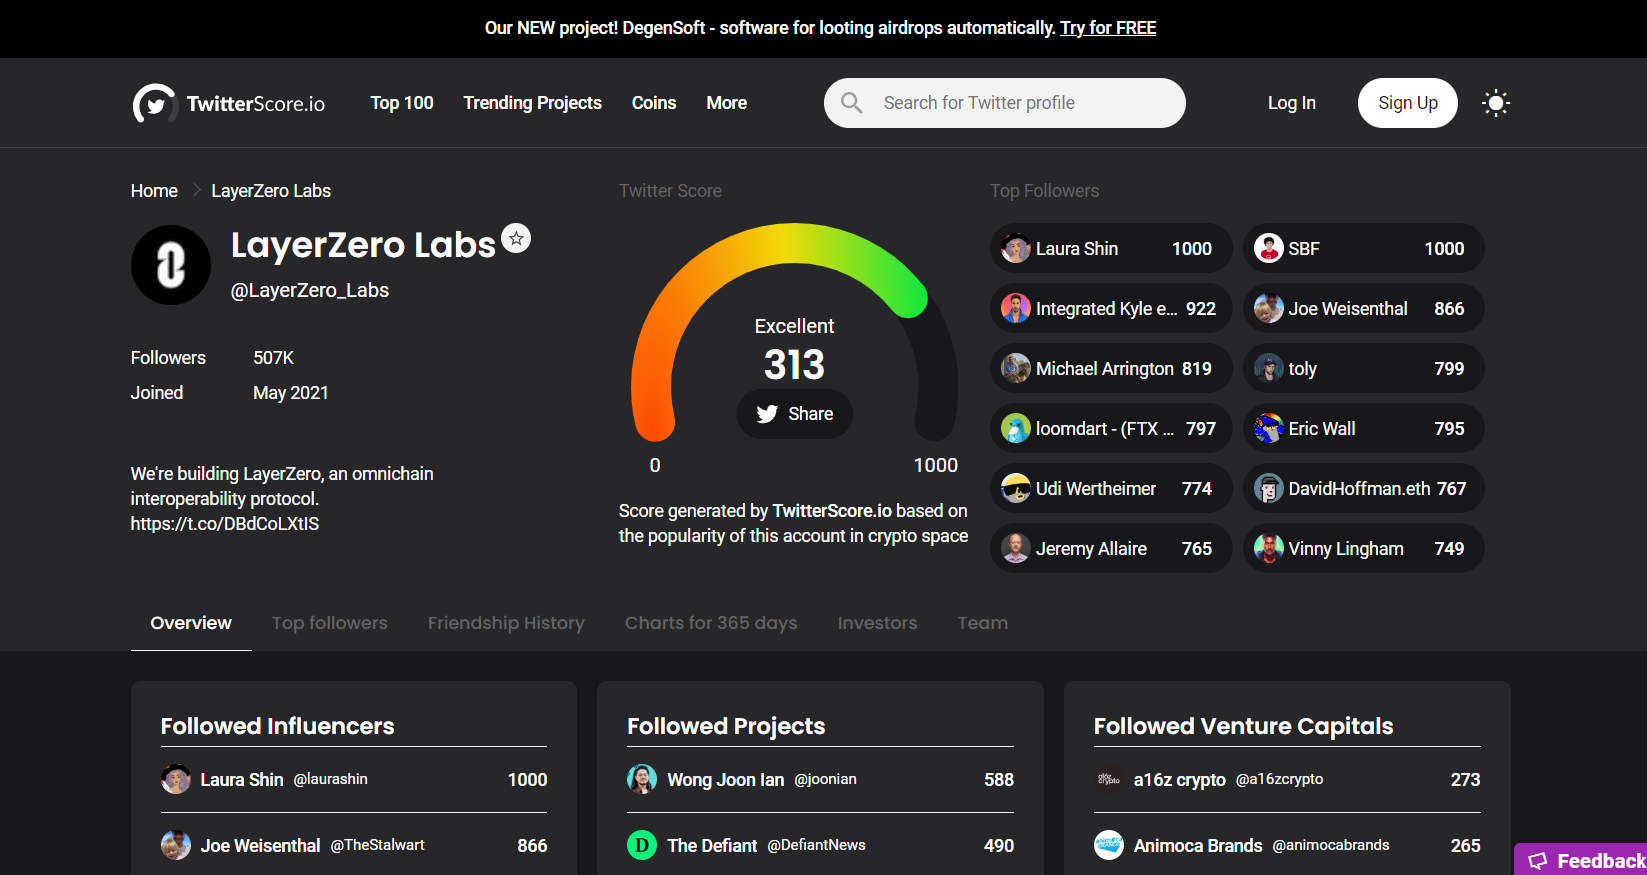 Our NEW project! DegenSoft - software for looting airdrops automatically. Try for FREE
TwitterScore.io
Top 100
Trending Projects
Coins
More
Search for Twitter profile
Log In
Sign Up
Home
LayerZero Labs
LayerZero Labs
@LayerZero_Labs
Followers 507K
Joined May 2021
We're building LayerZero, an omnichain
interoperability protocol.
https://t.co/DBdCoLXtIS
Twitter Score
Excellent
313
Share
0
1000
Score generated by TwitterScore.io based on
the popularity of this account in crypto space
Top Followers
Laura Shin 1000
SBF 1000
Integrated Kyle e... 922
Joe Weisenthal 866
Michael Arrington 819
toly 799
loomdart - (FTX ... 797
Eric Wall 795
Udi Wertheimer 774
DavidHoffman.eth 767
Jeremy Allaire 765
Vinny Lingham 749
Overview
Top followers
Friendship History
Charts for 365 days
Investors
Team
Followed Influencers
Laura Shin @laurashin 1000
Joe Weisenthal @TheStalwart 866
Followed Projects
Wong Joon Ian @joonian 588
D
The Defiant @DefiantNews 490
Followed Venture Capitals
a16z crypto @a16zcrypto 273
Animoca Brands @animocabrands 265
Feedback